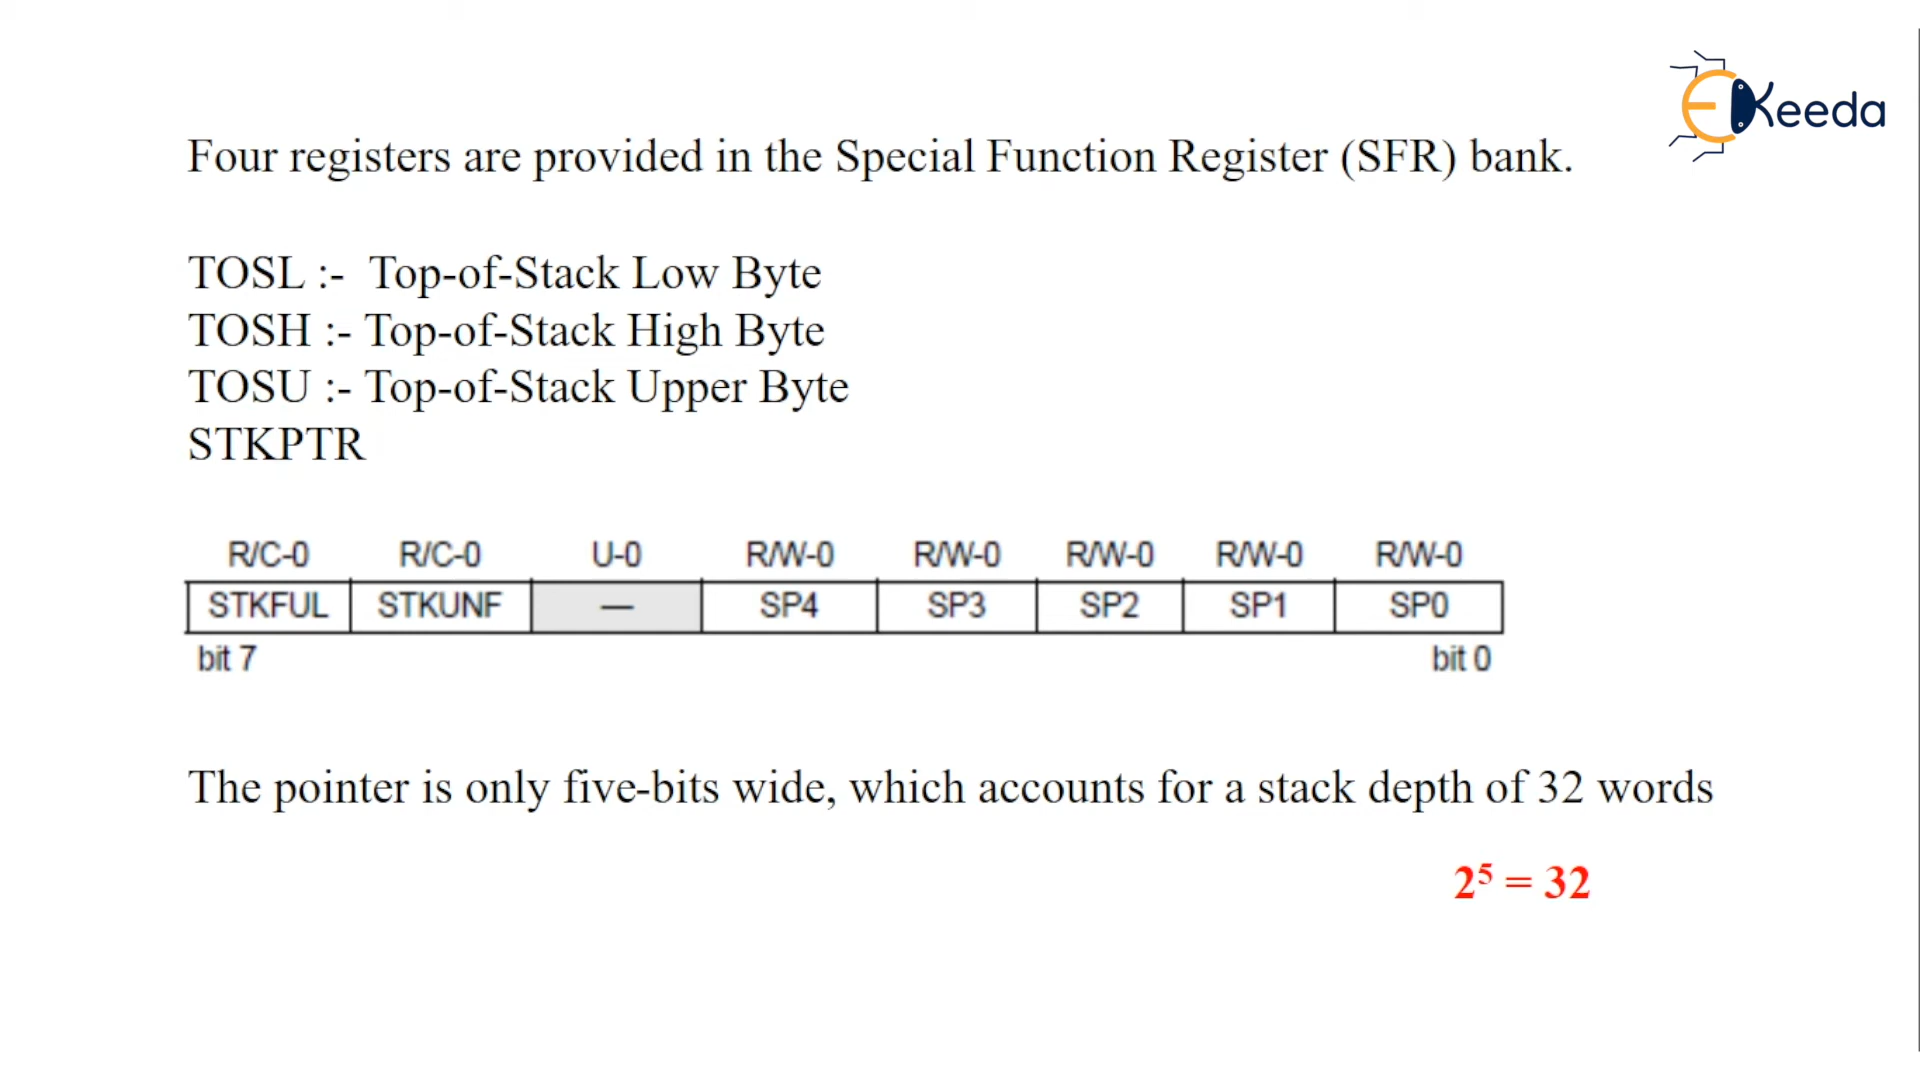 EKeeda
Four registers are provided in the Special Function Register (SFR) bank.
TOSL :- Top-of-Stack Low Byte
TOSH :- Top-of-Stack High Byte
TOSU :- Top-of-Stack Upper Byte
STKPTR
R/C-0 R/C-0 U-0 R/W-0 R/W-0 R/W-0 R/W-0 R/W-0
STKFUL STKUNF — SP4 SP3 SP2 SP1 SP0
bit 7 bit 0
The pointer is only five-bits wide, which accounts for a stack depth of 32 words
2⁵ = 32